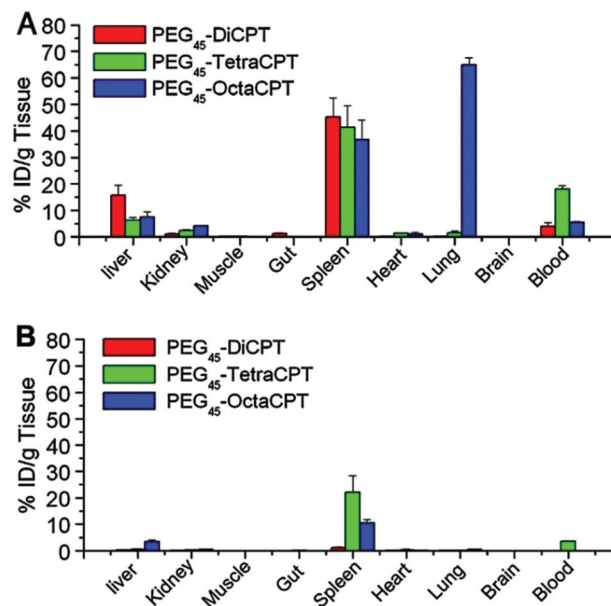 A
80
70
60
50
40
30
20
10
0
% ID/g Tissue
PEG45-DiCPT
PEG45-TetraCPT
PEG45-OctaCPT
liver
Kidney
Muscle
Gut
Spleen
Heart
Lung
Brain
Blood
B
80
70
60
50
40
30
20
10
0
% ID/g Tissue
PEG45-DiCPT
PEG45-TetraCPT
PEG45-OctaCPT
liver
Kidney
Muscle
Gut
Spleen
Heart
Lung
Brain
Blood